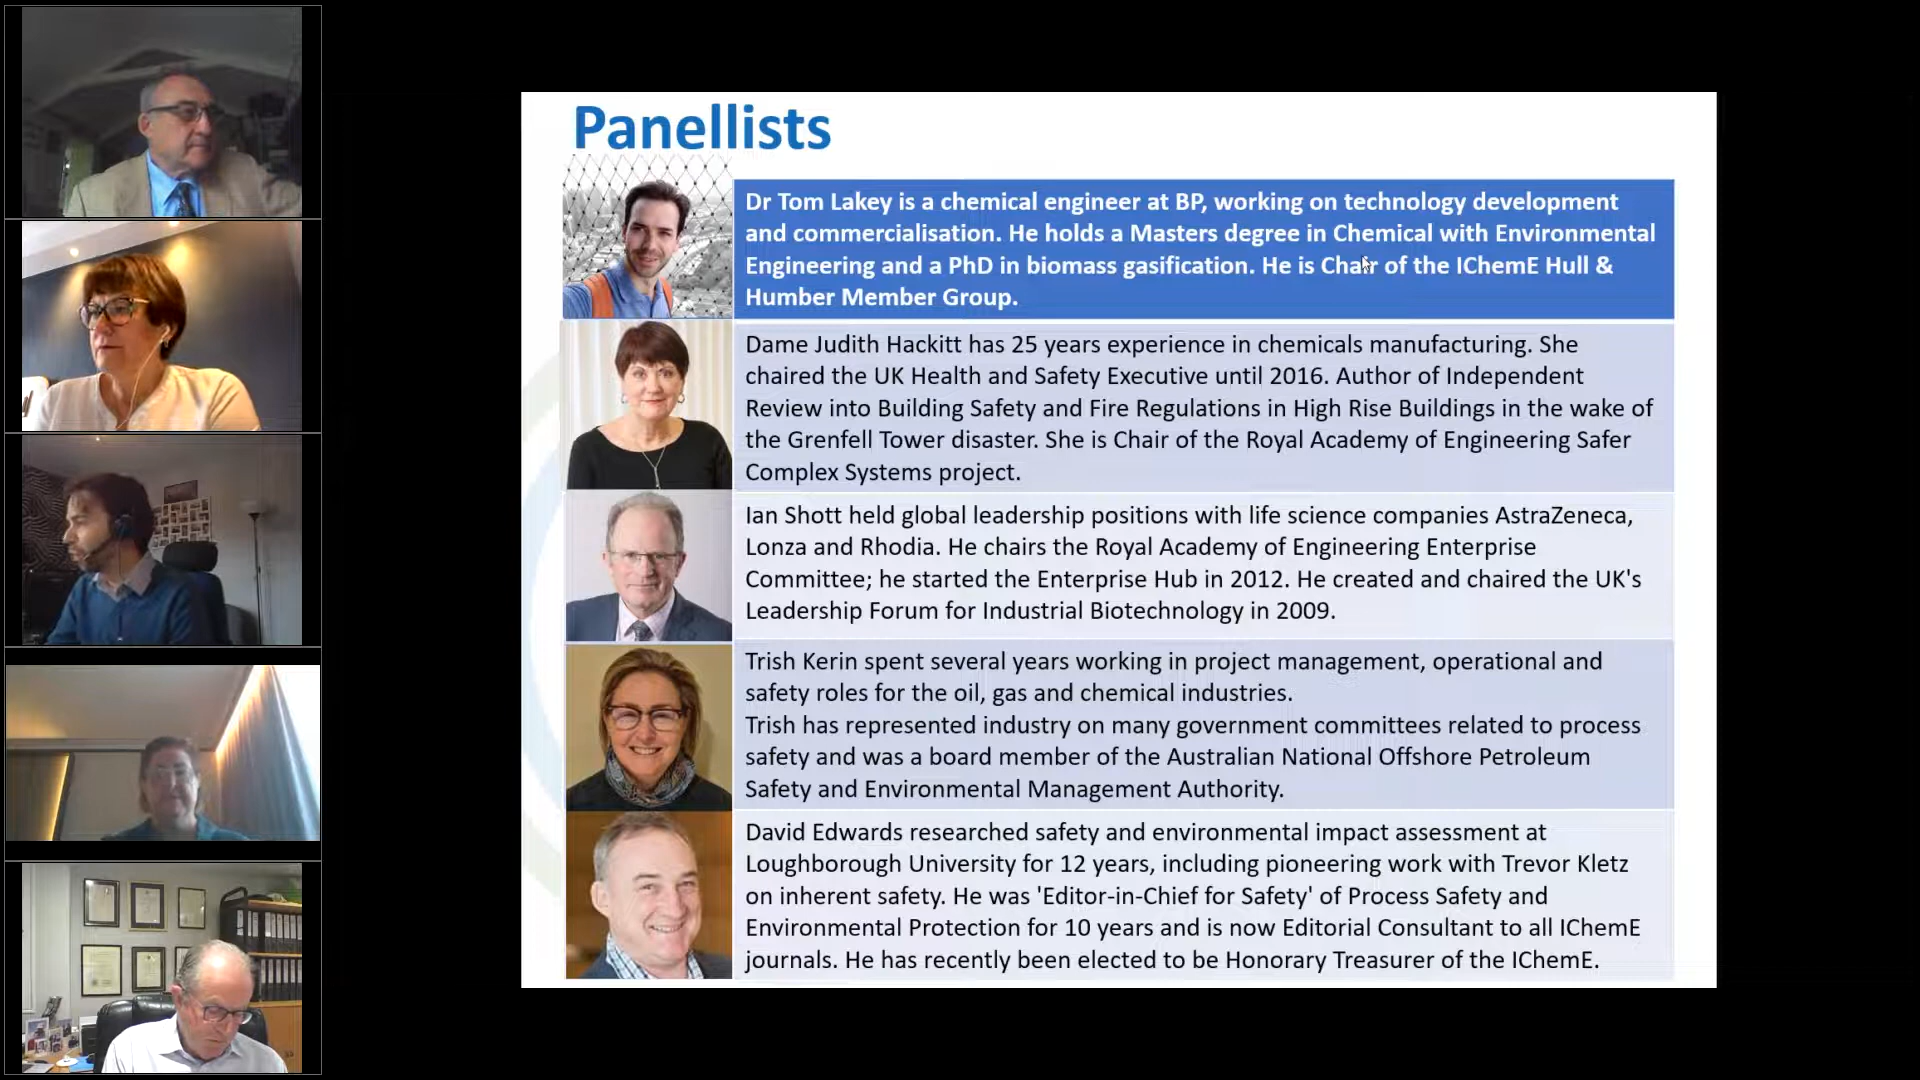 Panellists
Dr Tom Lakey is a chemical engineer at BP, working on technology development
and commercialisation. He holds a Masters degree in Chemical with Environmental
Engineering and a PhD in biomass gasification. He is Chair of the IChemE Hull &
Humber Member Group.
Dame Judith Hackitt has 25 years experience in chemicals manufacturing. She
chaired the UK Health and Safety Executive until 2016. Author of Independent
Review into Building Safety and Fire Regulations in High Rise Buildings in the wake of
the Grenfell Tower disaster. She is Chair of the Royal Academy of Engineering Safer
Complex Systems project.
Ian Shott held global leadership positions with life science companies AstraZeneca,
Lonza and Rhodia. He chairs the Royal Academy of Engineering Enterprise
Committee; he started the Enterprise Hub in 2012. He created and chaired the UK's
Leadership Forum for Industrial Biotechnology in 2009.
Trish Kerin spent several years working in project management, operational and
safety roles for the oil, gas and chemical industries.
Trish has represented industry on many government committees related to process
safety and was a board member of the Australian National Offshore Petroleum
Safety and Environmental Management Authority.
David Edwards researched safety and environmental impact assessment at
Loughborough University for 12 years, including pioneering work with Trevor Kletz
on inherent safety. He was 'Editor-in-Chief for Safety' of Process Safety and
Environmental Protection for 10 years and is now Editorial Consultant to all IChemE
journals. He has recently been elected to be Honorary Treasurer of the IChemE.